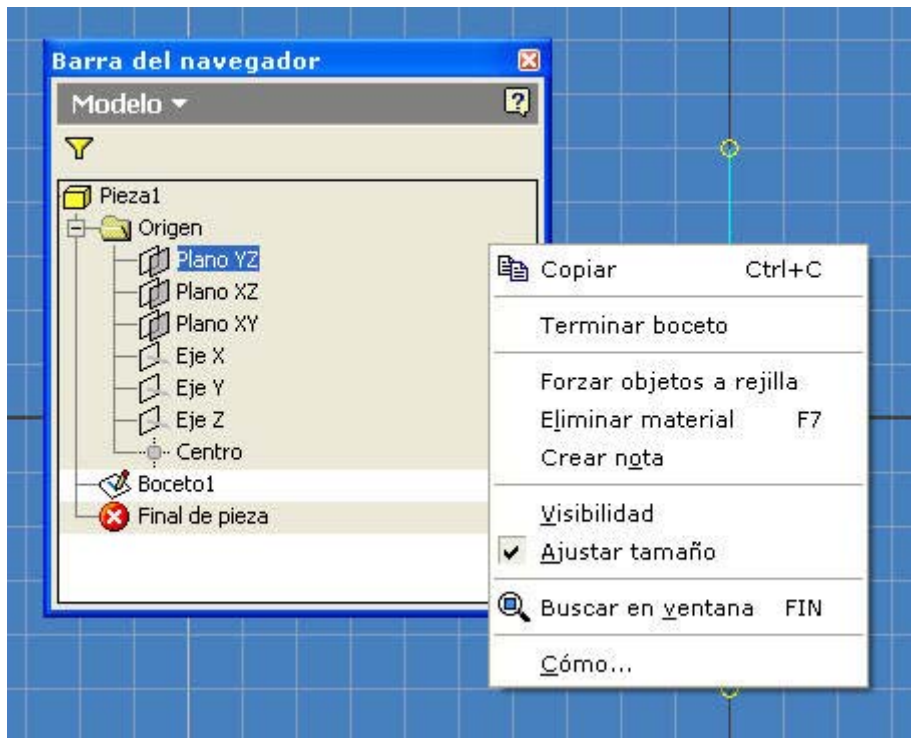 Barra del navegador
Modelo
Pieza1
Origen
Plano YZ
Plano XZ
Plano XY
Eje X
Eje Y
Eje Z
Centro
Boceto1
Final de pieza
Copiar Ctrl+C
Terminar boceto
Forzar objetos a rejilla
Eliminar material F7
Crear nota
Visibilidad
Ajustar tamaño
Buscar en ventana FIN
Cómo...